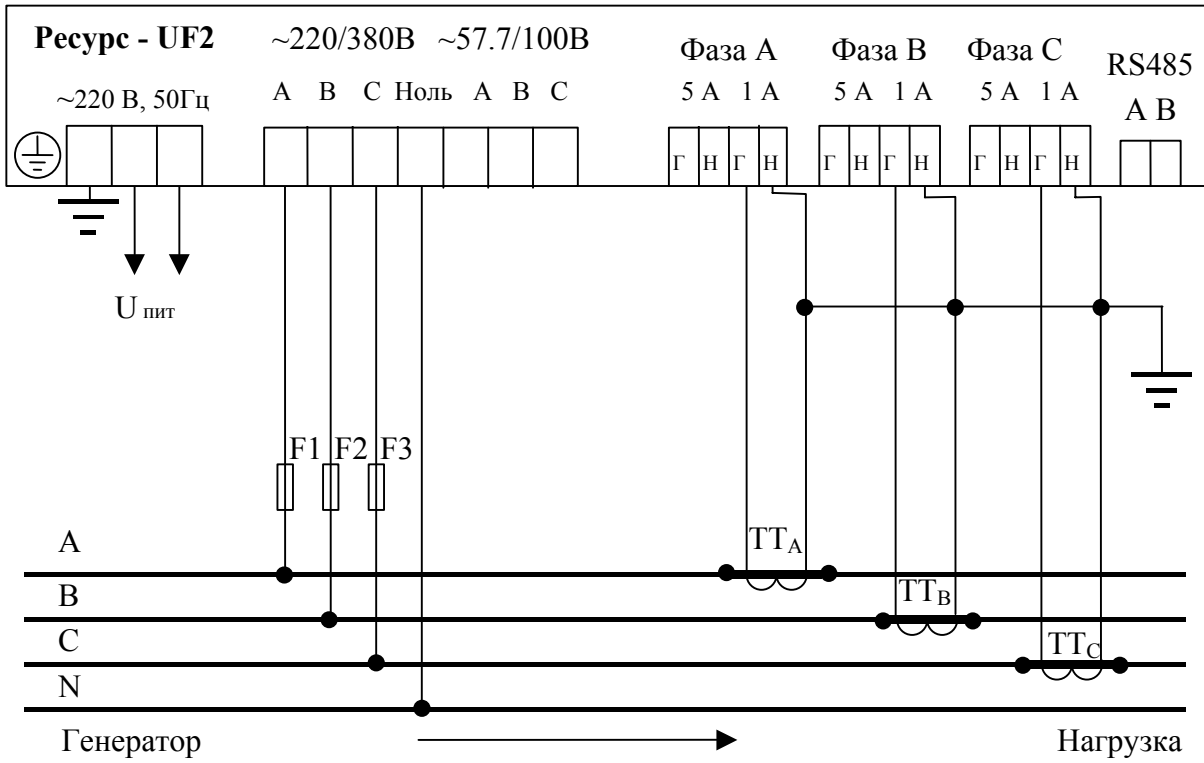 Ресурс - UF2 ~220/380В ~57.7/100В Фаза А Фаза В Фаза С RS485
~220 В, 50Гц А В С Ноль А В С 5 А 1 А 5 А 1 А 5 А 1 А А В
Г Н Г Н Г Н Г Н Г Н Г Н
U пит
F1 F2 F3
А ТТА
В ТТВ
С ТТС
N
Генератор Нагрузка